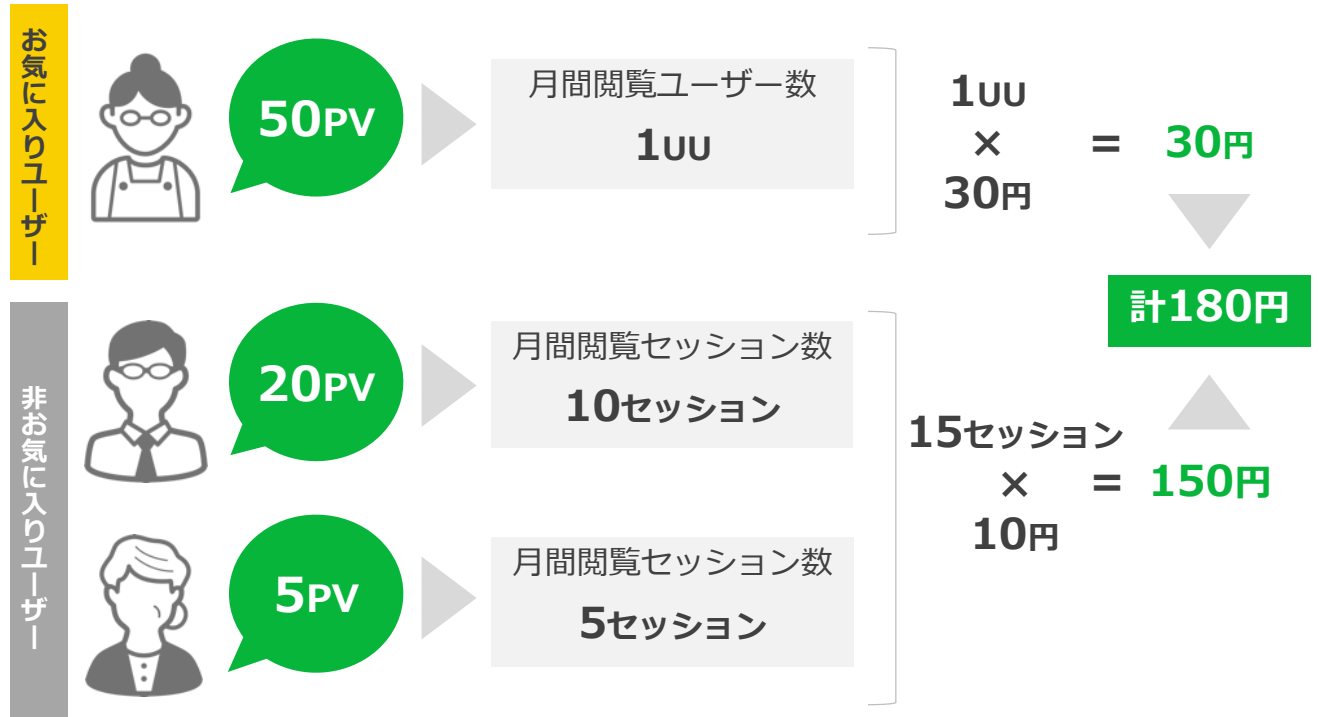 お気に入りユーザー
50PV
月間閲覧ユーザー数
1UU
1UU
×
30円
=
30円
計180円
非お気に入りユーザー
20PV
月間閲覧セッション数
10セッション
5PV
月間閲覧セッション数
5セッション
15セッション
×
10円
=
150円